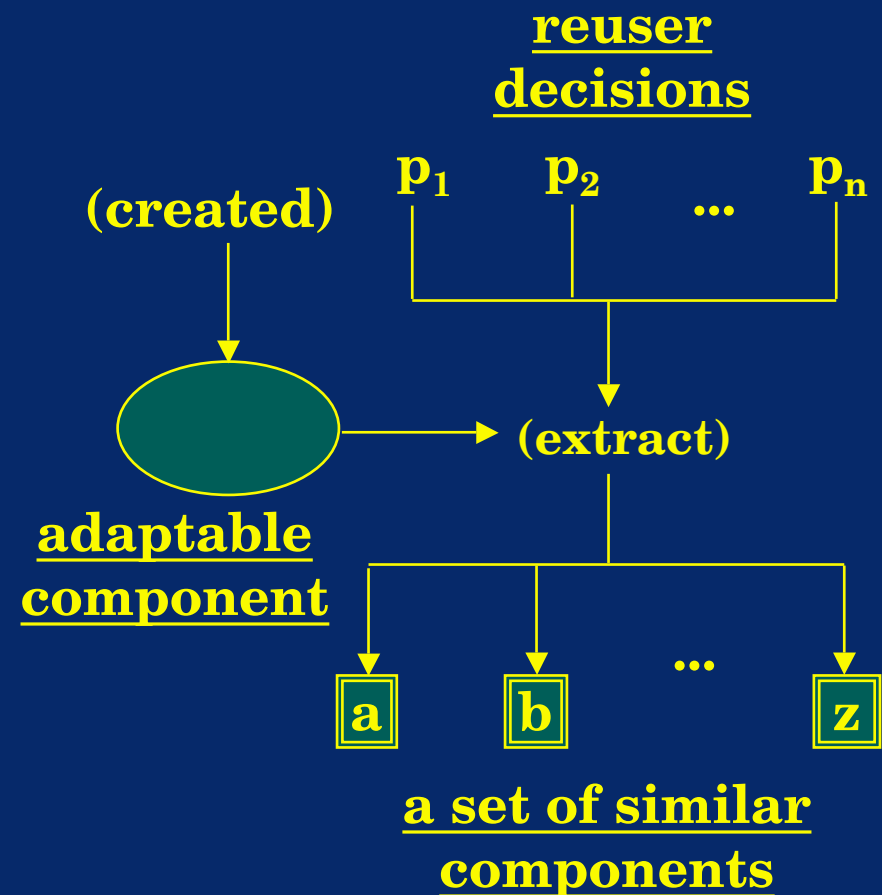 reuser
decisions
p₁ p₂ ... pₙ
(created)
(extract)
adaptable
component
...
a b z
a set of similar
components